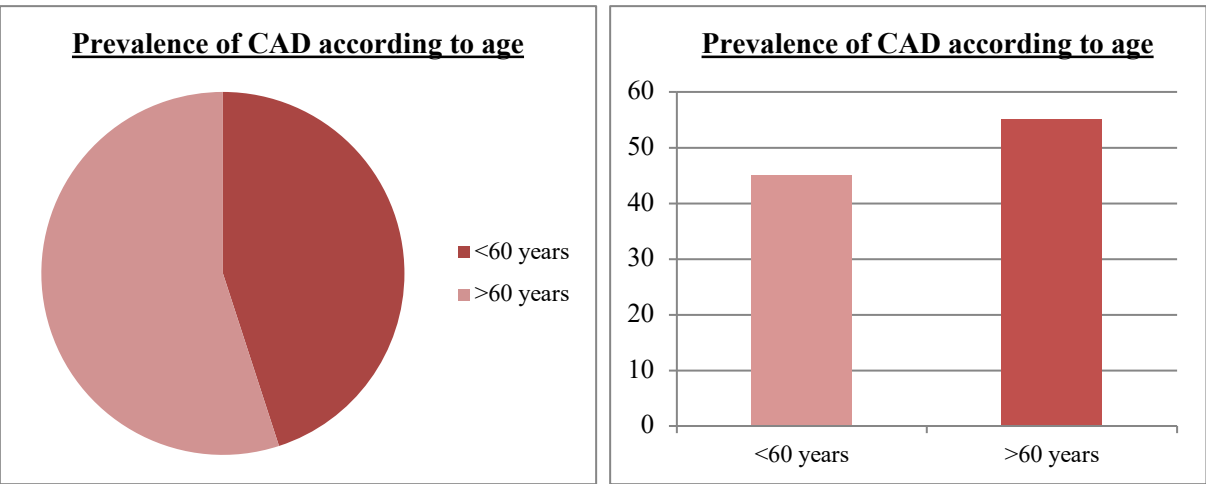 Prevalence of CAD according to age
<60 years
>60 years
Prevalence of CAD according to age
60
50
40
30
20
10
0
<60 years
>60 years